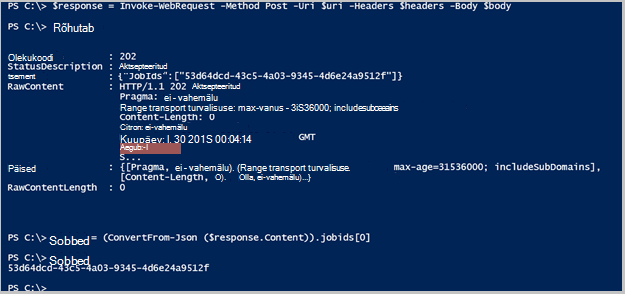 PS C:\> $response = Invoke-WebRequest -Method Post -Uri $uri -Headers $headers -Body $body
PS C:\> Rõhutab
Olekukoodi : 202
StatusDescription : Aktsepteeritud
tsement : {"JobIds":["53d64dcd-43c5-4a03-9345-4d6e24a9512f"]}
RawContent : HTTP/1.1 202 Aktsepteeritud
Pragma: ei - vahemälu
Range transport turvalisuse: max-vanus - 3iS36000; includesubdomains
Content-Length: 0
Citron: ei-vahemälu
Kuupäev: l, 30 201S 00:04:14 GMT
Aegub:-l
S...
Päised : {[Pragma, ei - vahemälu). (Range transport turvalisuse. max-age=31536000; includeSubDomains],
[Content-Length, O). Olla, ei-vahemälu)...}
RawContentLength : 0
PS C:\> Sobbed = (ConvertFrom-Json ($response.Content)).jobids[0]
PS C:\> Sobbed
53d64dcd-43c5-4a03-9345-4d6e24a9512f
PS C:\>